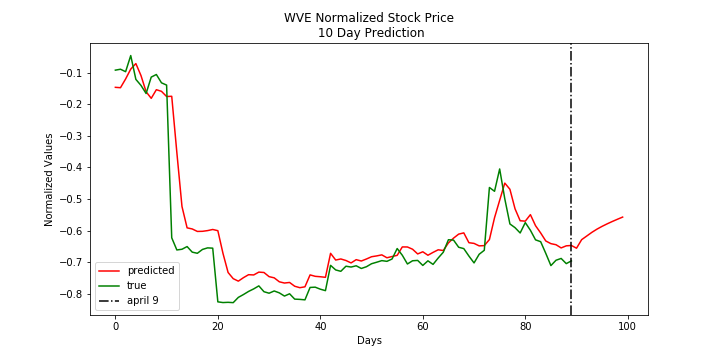 WVE Normalized Stock Price
10 Day Prediction
Normalized Values
−0.1
−0.2
−0.3
−0.4
−0.5
−0.6
−0.7
−0.8
predicted
true
april 9
0
20
40
60
80
100
Days